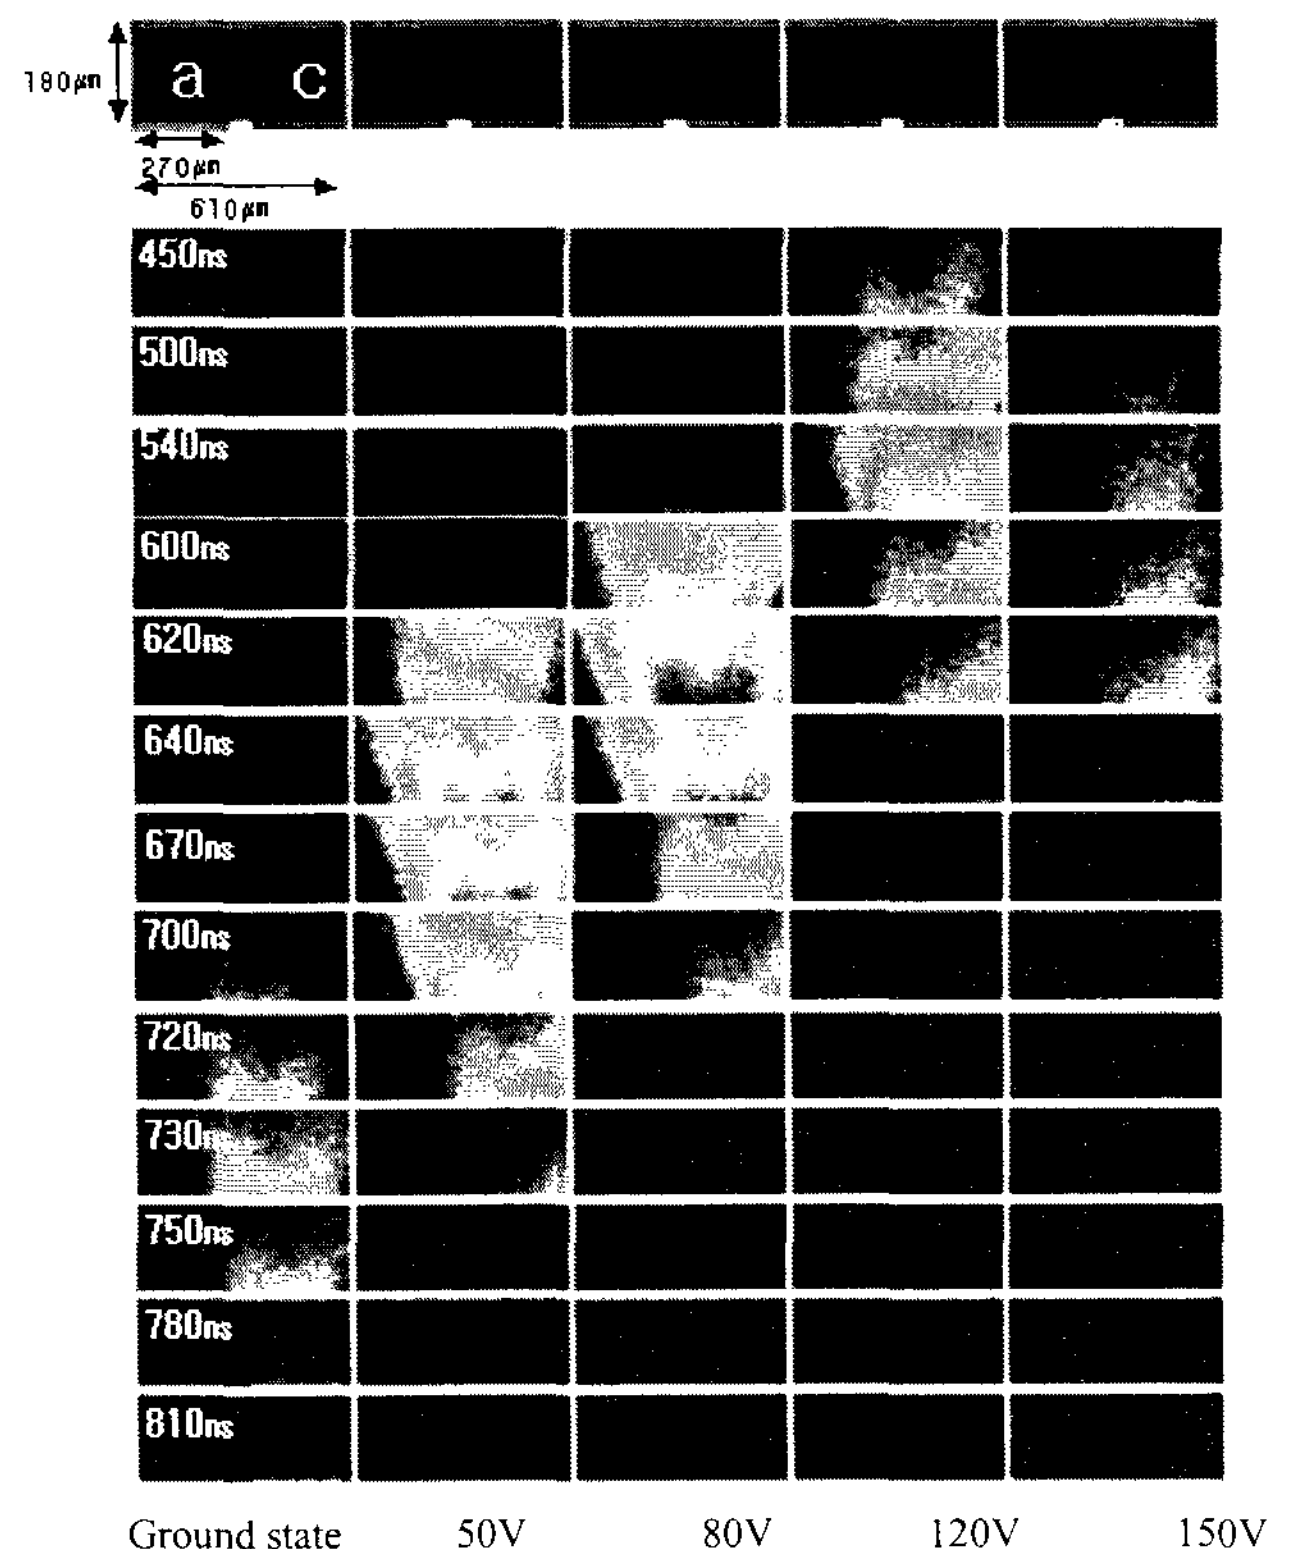 a c
180μm
270μm
610μm
450ns
500ns
540ns
600ns
620ns
640ns
670ns
700ns
720ns
730ns
750ns
780ns
810ns
Ground state 50V 80V 120V 150V